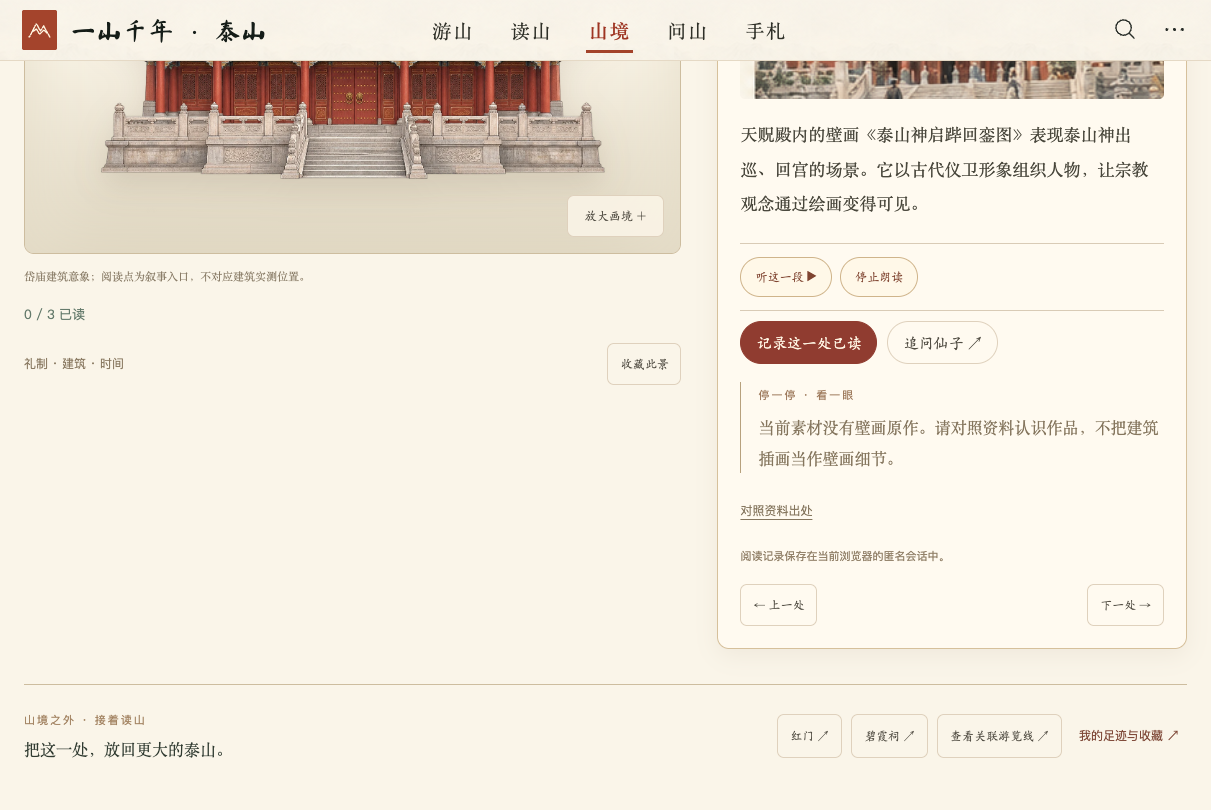 一山千年 · 泰山
游山
读山
山境
问山
手札
放大画境 ＋
岱庙建筑意象；阅读点为叙事入口，不对应建筑实测位置。
0 / 3 已读
礼制 · 建筑 · 时间
收藏此景
天贶殿内的壁画《泰山神启跸回銮图》表现泰山神出
巡、回宫的场景。它以古代仪卫形象组织人物，让宗教
观念通过绘画变得可见。
听这一段 ▶
停止朗读
记录这一处已读
追问仙子 ↗
停一停 · 看一眼
当前素材没有壁画原作。请对照资料认识作品，不把建筑
插画当作壁画细节。
对照资料出处
阅读记录保存在当前浏览器的匿名会话中。
← 上一处
下一处 →
山境之外 · 接着读山
把这一处，放回更大的泰山。
红门 ↗
碧霞祠 ↗
查看关联游览线 ↗
我的足迹与收藏 ↗